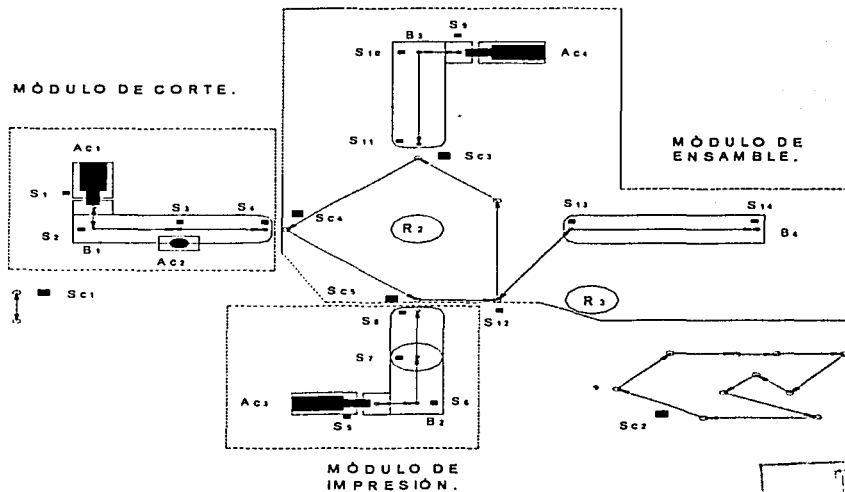 S9
B3
S10
Ac4
MÓDULO DE CORTE.
S11
MÓDULO DE
ENSAMBLE.
Ac1
Sc3
S1
S3
S4
Sc4
S13
S14
S2
B1
R2
B4
Ac2
Sc5
R3
Sc1
S8
S12
S7
Ac3
S6
Sc2
S5
B2
MÓDULO DE
IMPRESIÓN.